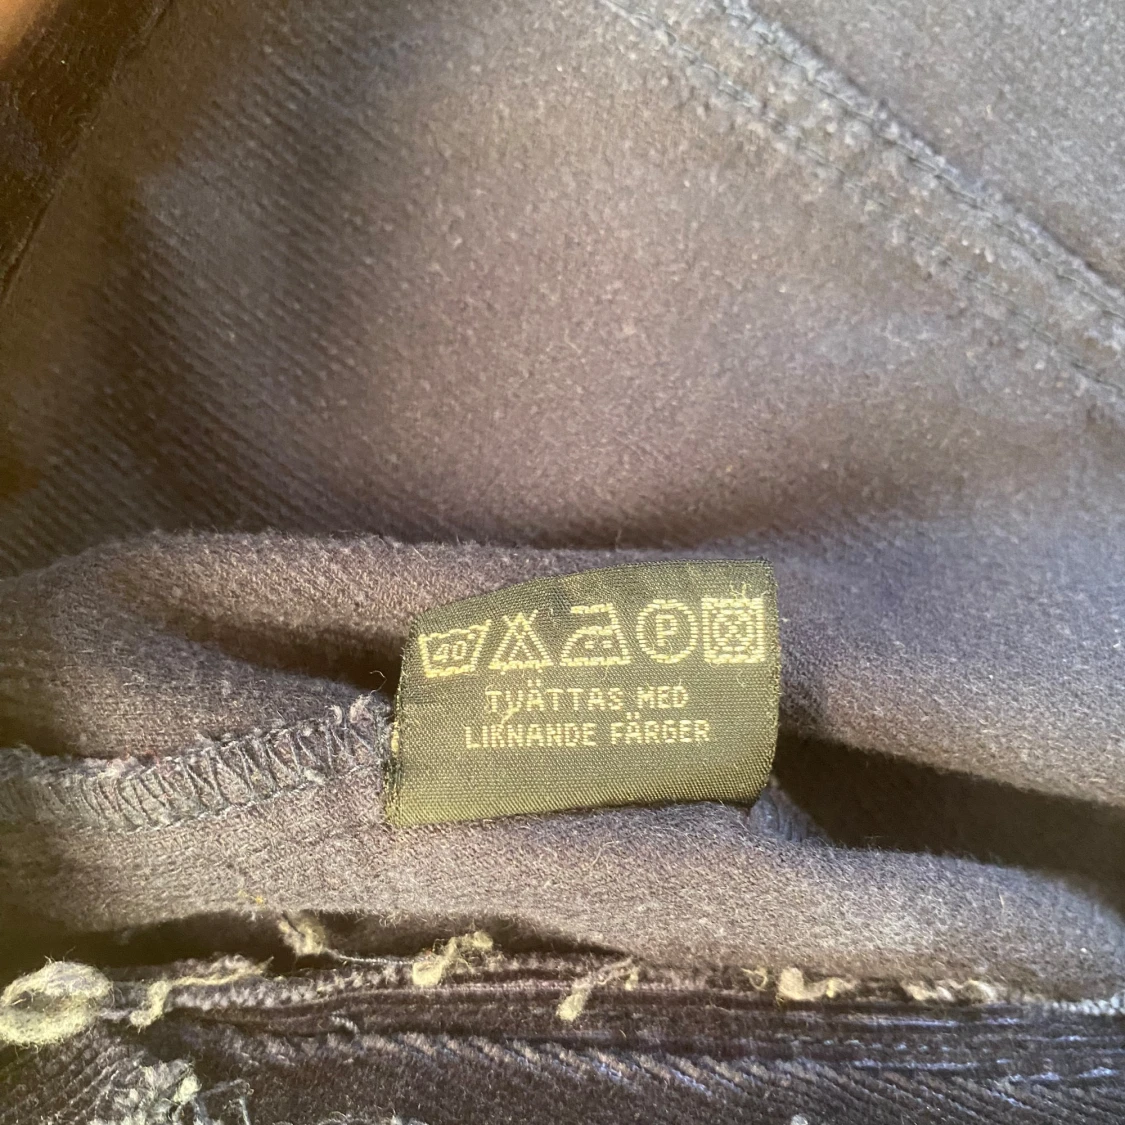 40 P
TVÄTTAS MED
LIKNANDE FÄRGER